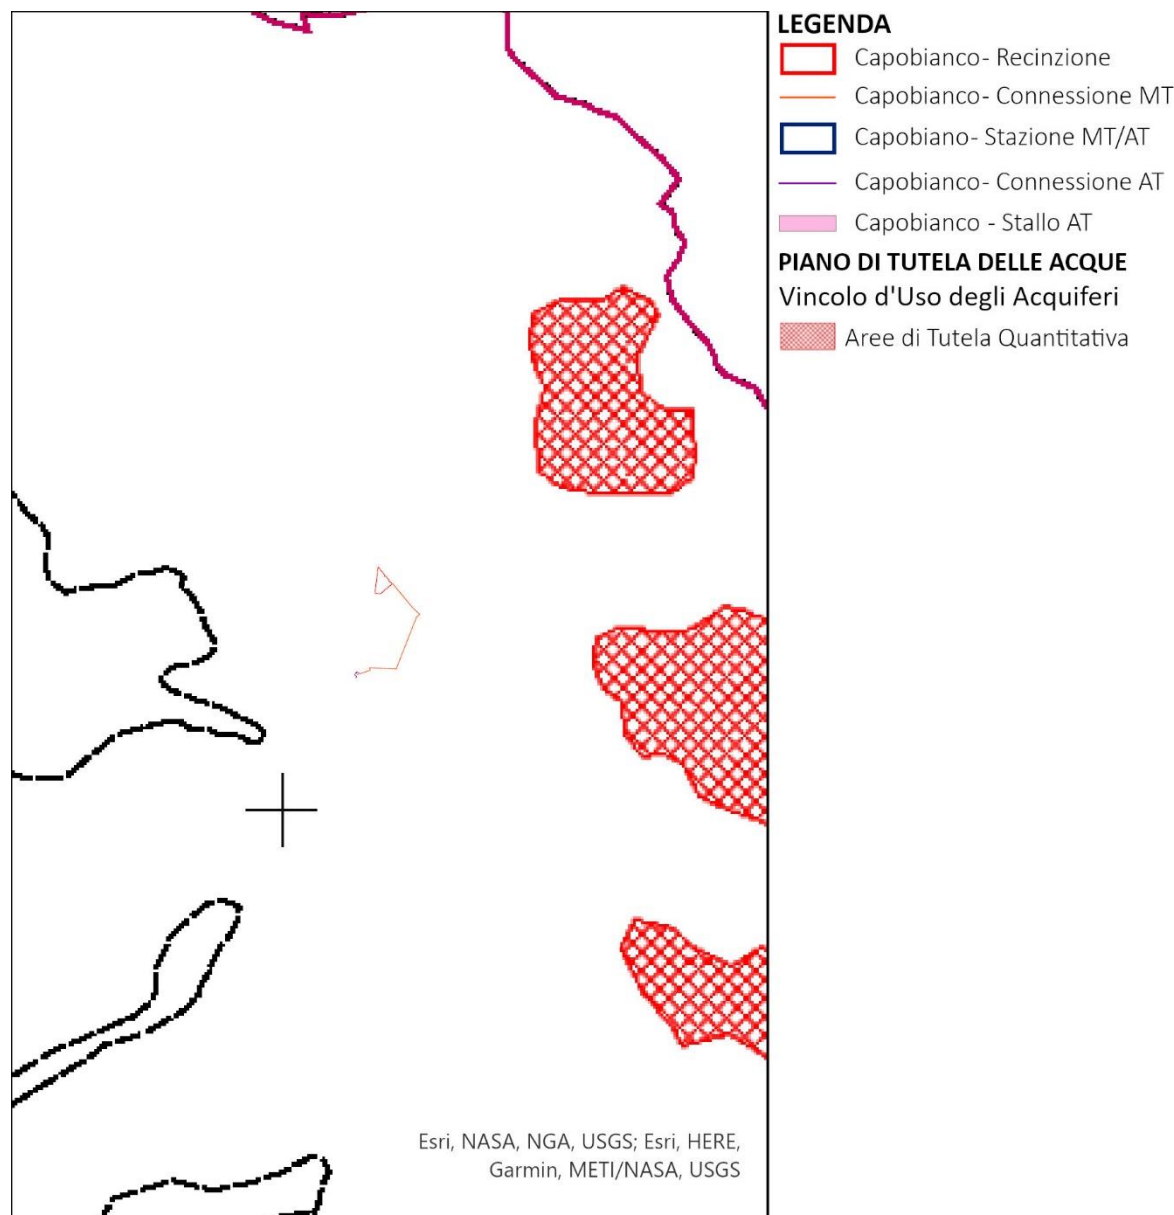 LEGENDA
Capobianco- Recinzione
Capobianco- Connessione MT
Capobiano- Stazione MT/AT
Capobianco- Connessione AT
Capobianco - Stallo AT
PIANO DI TUTELA DELLE ACQUE
Vincolo d'Uso degli Acquiferi
Aree di Tutela Quantitativa
Esri, NASA, NGA, USGS; Esri, HERE,
Garmin, METI/NASA, USGS